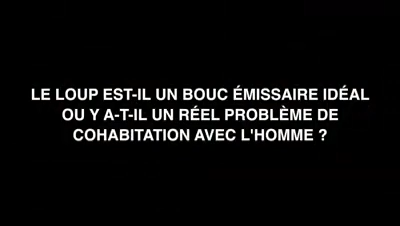 LE LOUP EST-IL UN BOUC ÉMISSAIRE IDÉAL
OU Y A-T-IL UN RÉEL PROBLÈME DE
COHABITATION AVEC L'HOMME ?